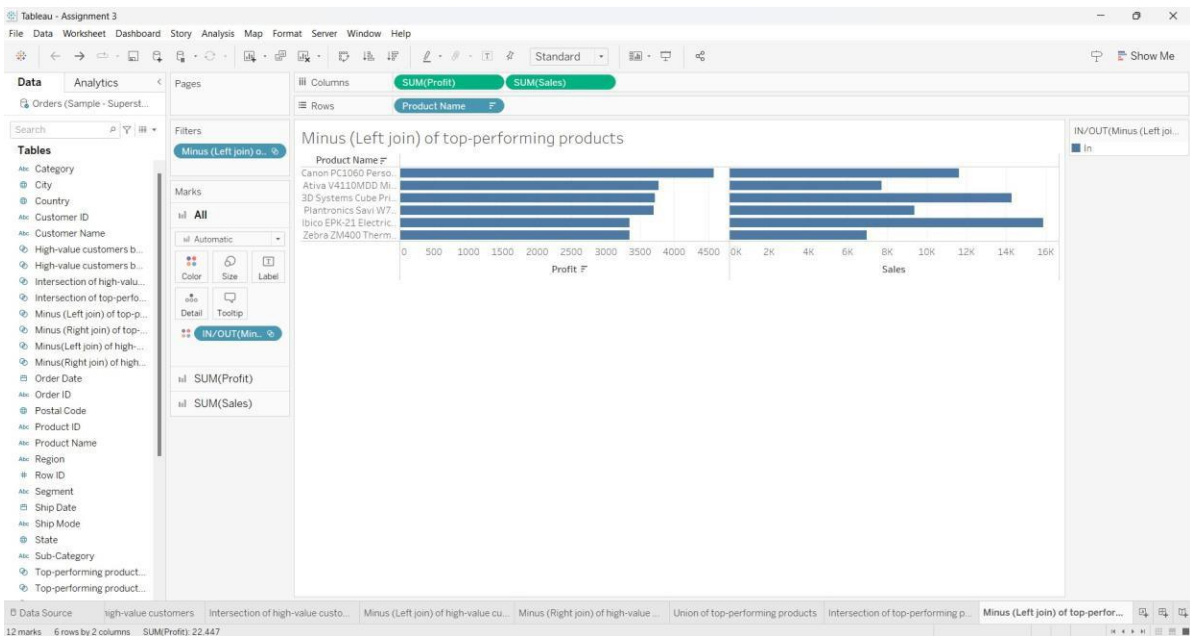 Tableau - Assignment 3
File Data Worksheet Dashboard Story Analysis Map Format Server Window Help
Standard
Show Me
Data Analytics
Orders (Sample - Superst...
Search
Tables
Abc Category
City
Country
Abc Customer ID
Abc Customer Name
High-value customers b...
High-value customers b...
Intersection of high-valu...
Intersection of top-perfo...
Minus (Left join) of top-p...
Minus (Right join) of top-...
Minus(Left join) of high-...
Minus(Right join) of high...
Order Date
Abc Order ID
Postal Code
Abc Product ID
Abc Product Name
Abc Region
# Row ID
Abc Segment
Ship Date
Abc Ship Mode
State
Abc Sub-Category
Top-performing product...
Top-performing product...
Pages
Filters
Minus (Left join) o..
Marks
All
Automatic
Color Size Label
Detail Tooltip
IN/OUT(Min..
SUM(Profit)
SUM(Sales)
Columns SUM(Profit) SUM(Sales)
Rows Product Name
Minus (Left join) of top-performing products
Product Name
Canon PC1060 Perso..
Ativa V4110MDD Mi..
3D Systems Cube Pri..
Plantronics Savi W7..
Ibico EPK-21 Electric..
Zebra ZM400 Therm..
0 500 1000 1500 2000 2500 3000 3500 4000 4500 0K 2K 4K 6K 8K 10K 12K 14K 16K
Profit Sales
IN/OUT(Minus (Left joi...
In
Data Source high-value customers Intersection of high-value custo... Minus (Left join) of high-value cu... Minus (Right join) of high-value ... Union of top-performing products Intersection of top-performing p... Minus (Left join) of top-perfor...
12 marks 6 rows by 2 columns SUM(Profit): 22.447